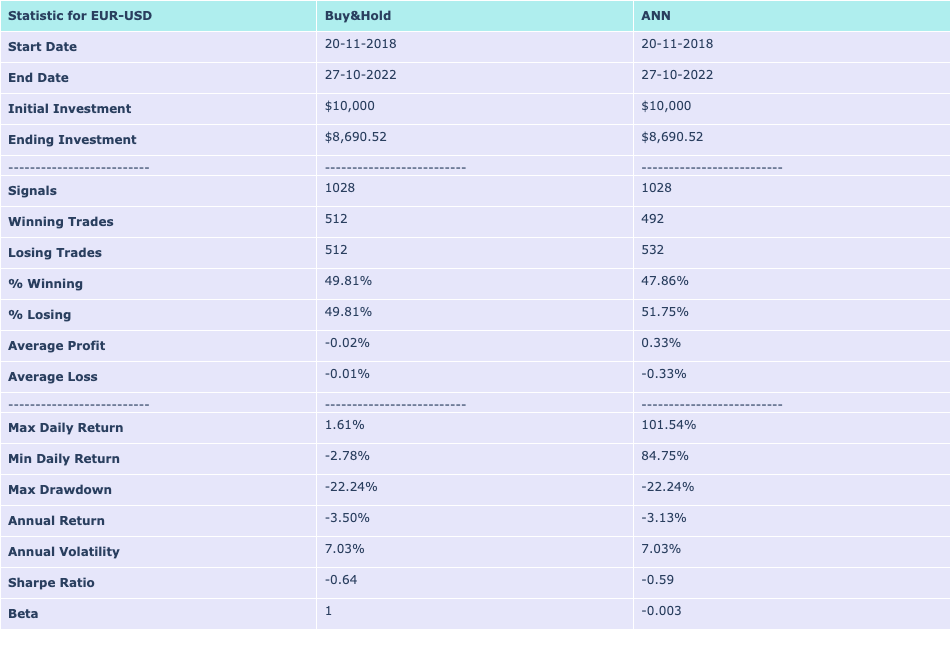 Statistic for EUR-USD Buy&Hold ANN
Start Date 20-11-2018 20-11-2018
End Date 27-10-2022 27-10-2022
Initial Investment $10,000 $10,000
Ending Investment $8,690.52 $8,690.52
-------------------------- -------------------------- --------------------------
Signals 1028 1028
Winning Trades 512 492
Losing Trades 512 532
% Winning 49.81% 47.86%
% Losing 49.81% 51.75%
Average Profit -0.02% 0.33%
Average Loss -0.01% -0.33%
-------------------------- -------------------------- --------------------------
Max Daily Return 1.61% 101.54%
Min Daily Return -2.78% 84.75%
Max Drawdown -22.24% -22.24%
Annual Return -3.50% -3.13%
Annual Volatility 7.03% 7.03%
Sharpe Ratio -0.64 -0.59
Beta 1 -0.003